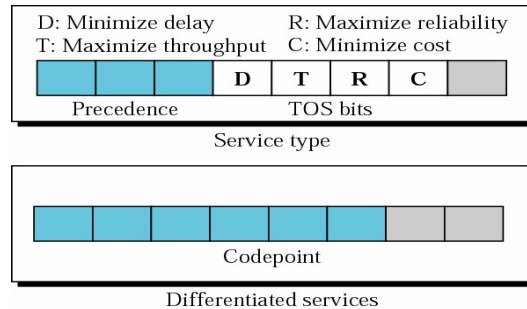 D: Minimize delay R: Maximize reliability
T: Maximize throughput C: Minimize cost
D T R C
Precedence TOS bits
Service type
Codepoint
Differentiated services